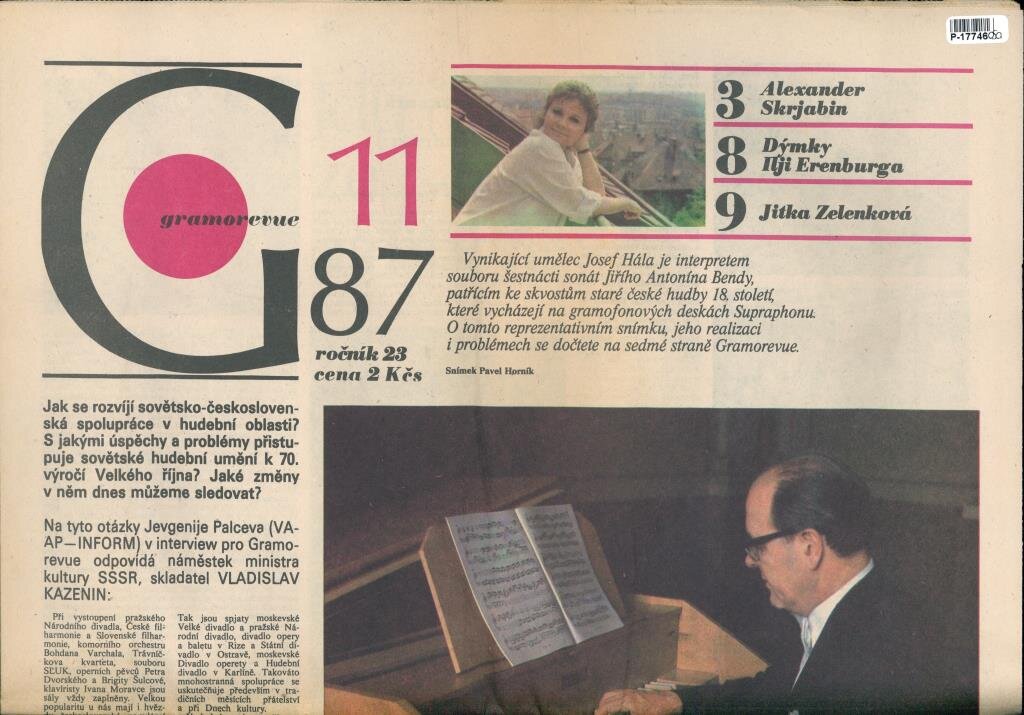 P-17746
gramorevue
11
87
ročník 23
cena 2 Kčs
3 Alexander
Skrjabin
8 Dýmky
Ilji Erenburga
9 Jitka Zelenková
Vynikající umělec Josef Hála je interpretem
souboru šestnácti sonát Jiřího Antonína Bendy,
patřícím ke skvostům staré české hudby 18. století,
které vycházejí na gramofonových deskách Supraphonu.
O tomto reprezentativním snímku, jeho realizaci
i problémech se dočtete na sedmé straně Gramorevue.
Snímek Pavel Horník
Jak se rozvíjí sovětsko-českosloven-
ská spolupráce v hudební oblasti?
S jakými úspěchy a problémy přistu-
puje sovětské hudební umění k 70.
výročí Velkého října? Jaké změny
v něm dnes můžeme sledovat?
Na tyto otázky Jevgenije Palceva (VA-
AP—INFORM) v interview pro Gramo-
revue odpovídá náměstek ministra
kultury SSSR, skladatel VLADISLAV
KAZENIN:
Při vystoupení pražského
Národního divadla, České fil-
harmonie a Slovenské filhar-
monie, komorního orchestru
Bohdana Varchala, Trávníč-
kova kvarteta, souboru
SĽUK, operních pěvců Petra
Dvorského a Brigity Šulcové,
klavíristy Ivana Moravce jsou
sály vždy zaplněny. Velkou
popularitu u nás mají i hvěz-
Tak jsou spjaty moskevské
Velké divadlo a pražské Ná-
rodní divadlo, divadlo opery
a baletu v Rize a Státní di-
vadlo v Ostravě, moskevské
Divadlo operety a Hudební
divadlo v Karlíně. Takováto
mnohostranná spolupráce se
uskutečňuje především v tra-
dičních měsících přátelství
a při Dnech kultury.